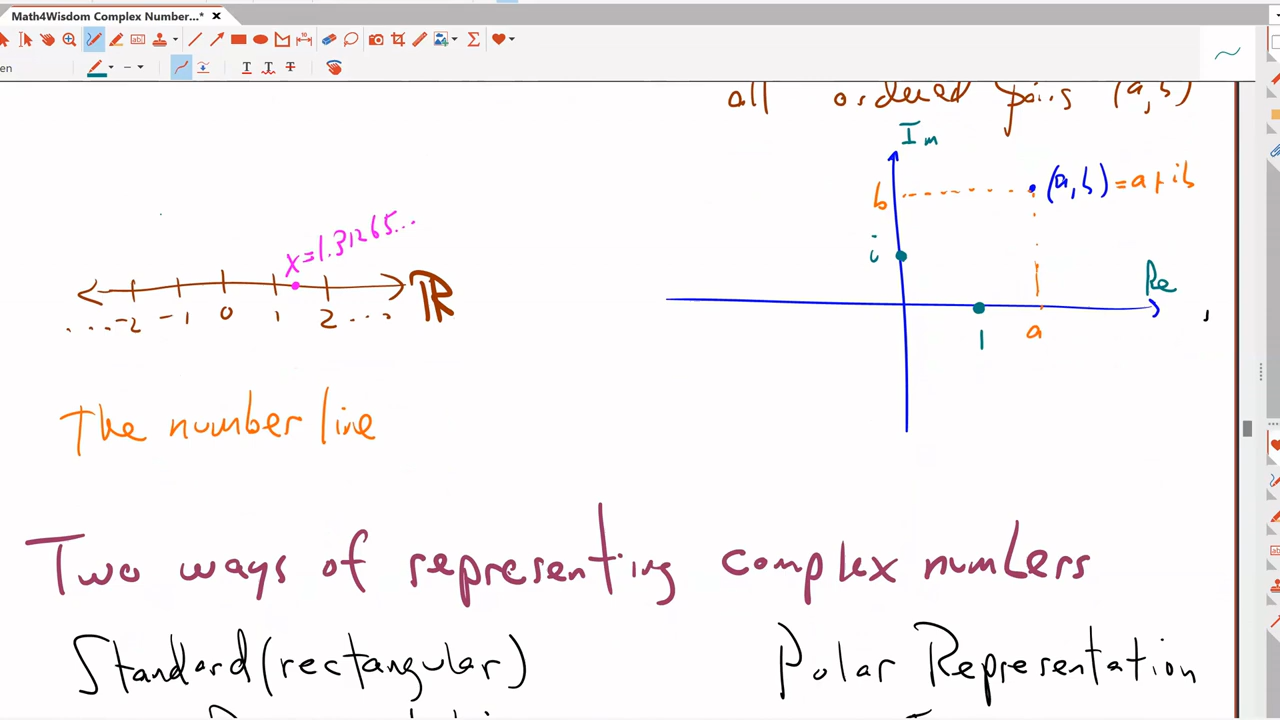 Math4Wisdom Complex Number...*
en
all ordered pairs (a,b)
Im
b
(a,b) = a+ib
i
Re
1
a
x=1.31265...
...-2 -1 0 1 2 ...
ℝ
The number line
Two ways of representing complex numbers
Standard (rectangular)
Polar Representation